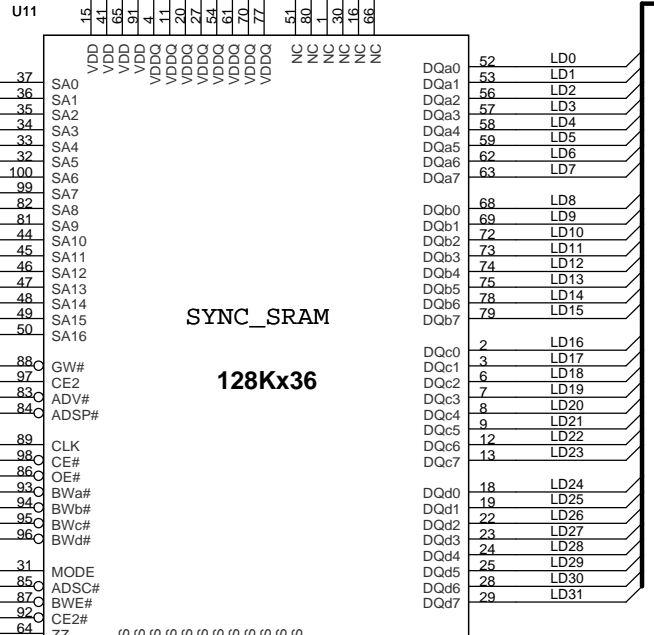 U11
15 41 65 91 4 11 20 27 54 61 70 77 51 80 1 30 16 66
VDD VDD VDD VDD VDDQ VDDQ VDDQ VDDQ VDDQ VDDQ VDDQ VDDQ NC NC NC NC NC NC
37 SA0
36 SA1
35 SA2
34 SA3
33 SA4
32 SA5
100 SA6
99 SA7
82 SA8
81 SA9
44 SA10
45 SA11
46 SA12
47 SA13
48 SA14
49 SA15
50 SA16
88 GW#
97 CE2
83 ADV#
84 ADSP#
89 CLK
98 CE#
86 OE#
93 BWa#
94 BWb#
95 BWc#
96 BWd#
31 MODE
85 ADSC#
87 BWE#
92 CE2#
64 ZZ
SYNC_SRAM
128Kx36
DQa0 52 LD0
DQa1 53 LD1
DQa2 56 LD2
DQa3 57 LD3
DQa4 58 LD4
DQa5 59 LD5
DQa6 62 LD6
DQa7 63 LD7
DQb0 68 LD8
DQb1 69 LD9
DQb2 72 LD10
DQb3 73 LD11
DQb4 74 LD12
DQb5 75 LD13
DQb6 78 LD14
DQb7 79 LD15
DQc0 2 LD16
DQc1 3 LD17
DQc2 6 LD18
DQc3 7 LD19
DQc4 8 LD20
DQc5 9 LD21
DQc6 12 LD22
DQc7 13 LD23
DQd0 18 LD24
DQd1 19 LD25
DQd2 22 LD26
DQd3 23 LD27
DQd4 24 LD28
DQd5 25 LD29
DQd6 28 LD30
DQd7 29 LD31